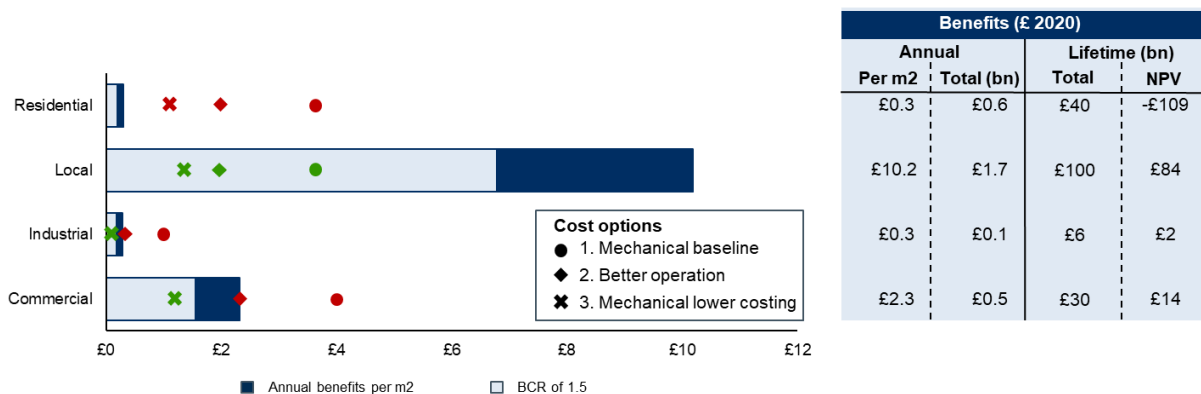 Residential
Local
Industrial
Commercial
£0 £2 £4 £6 £8 £10 £12
Annual benefits per m2 BCR of 1.5
Cost options
1. Mechanical baseline
2. Better operation
3. Mechanical lower costing
Benefits (£ 2020)
Annual Lifetime (bn)
Per m2 Total (bn) Total NPV
£0.3 £0.6 £40 -£109
£10.2 £1.7 £100 £84
£0.3 £0.1 £6 £2
£2.3 £0.5 £30 £14